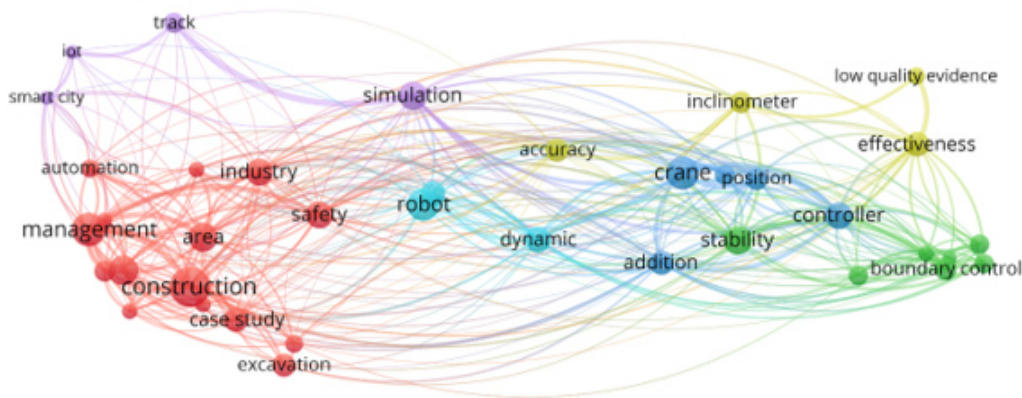 track
iot
smart city
simulation
low quality evidence
inclinometer
effectiveness
accuracy
automation
industry
crane
position
robot
safety
controller
management
area
dynamic
stability
addition
boundary control
construction
case study
excavation